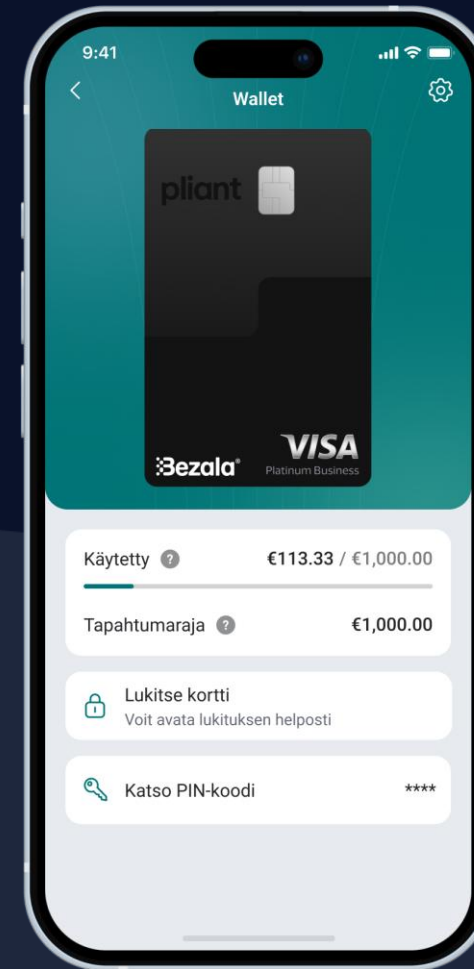 9:41
Wallet
pliant
Bezala®
VISA
Platinum Business
Käytetty ? €113.33 / €1,000.00
Tapahtumaraja ? €1,000.00
Lukitse kortti
Voit avata lukituksen helposti
Katso PIN-koodi ****